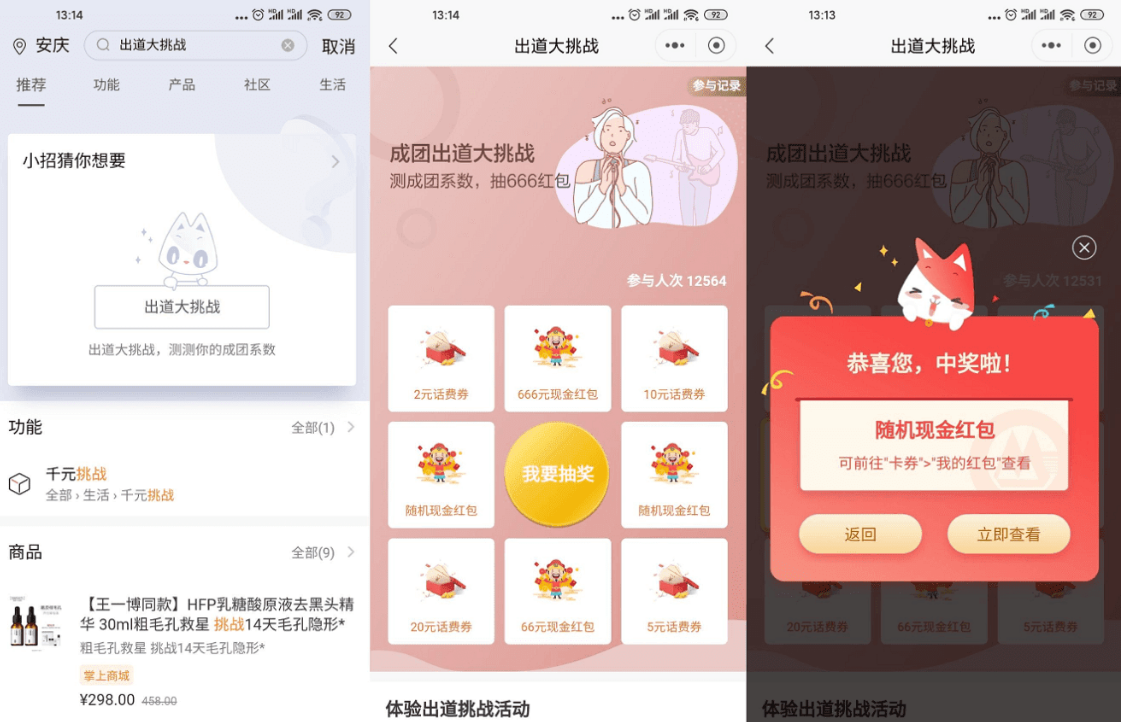 13:14
HD HD 92
安庆
出道大挑战
取消
推荐
功能
产品
社区
生活
小招猜你想要
出道大挑战
出道大挑战，测测你的成团系数
功能
全部(1)
千元挑战
全部 › 生活 › 千元挑战
商品
全部(9)
【王一博同款】HFP乳糖酸原液去黑头精
华 30ml粗毛孔救星 挑战14天毛孔隐形*
粗毛孔救星 挑战14天毛孔隐形*
掌上商城
¥298.00 458.00
13:14
HD HD 92
出道大挑战
参与记录
成团出道大挑战
测成团系数，抽666红包
参与人次 12564
2元话费券
666元现金红包
10元话费券
随机现金红包
我要抽奖
随机现金红包
20元话费券
66元现金红包
5元话费券
体验出道挑战活动
13:13
HD HD 92
出道大挑战
参与记录
成团出道大挑战
测成团系数，抽666红包
参与人次 12531
恭喜您，中奖啦！
随机现金红包
可前往"卡券">"我的红包"查看
返回
立即查看
20元话费券
66元现金红包
5元话费券
体验出道挑战活动